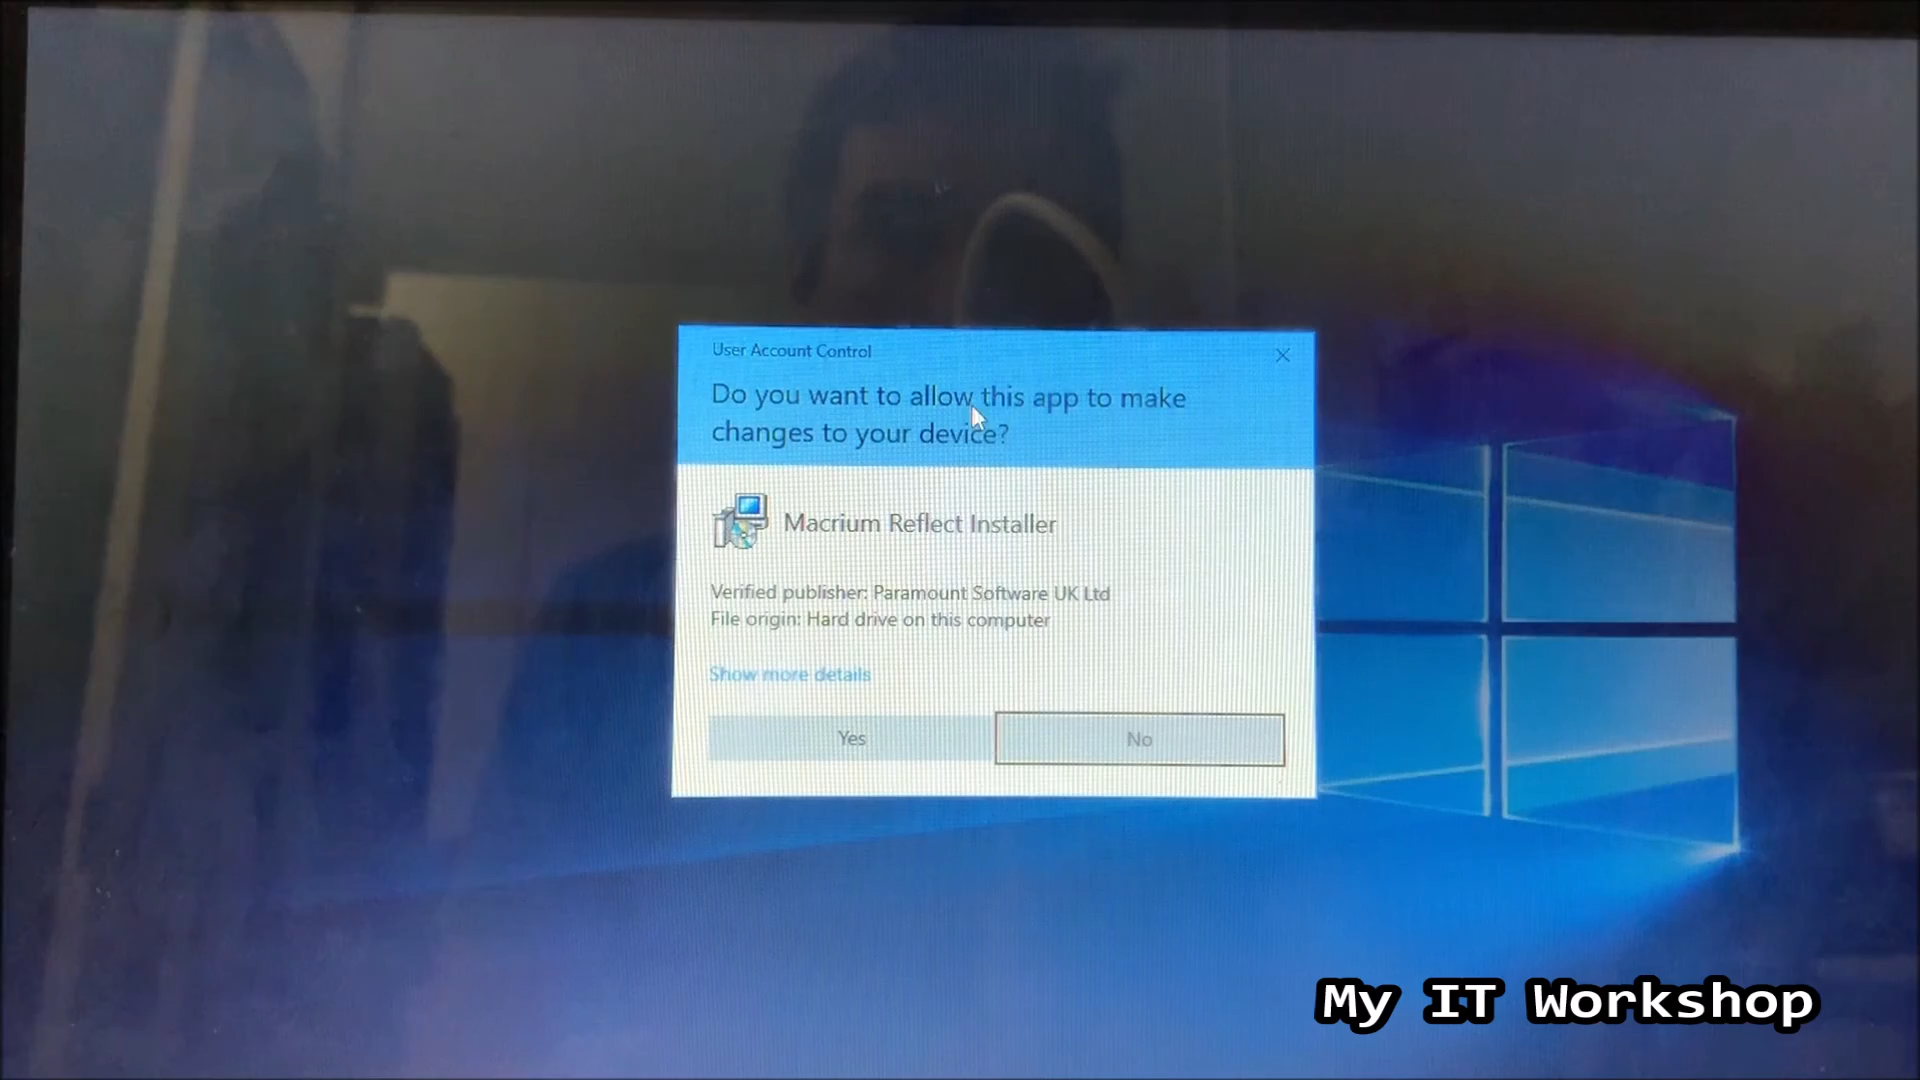 User Account Control
Do you want to allow this app to make
changes to your device?
Macrium Reflect Installer
Verified publisher: Paramount Software UK Ltd
File origin: Hard drive on this computer
Show more details
Yes
No
My IT Workshop